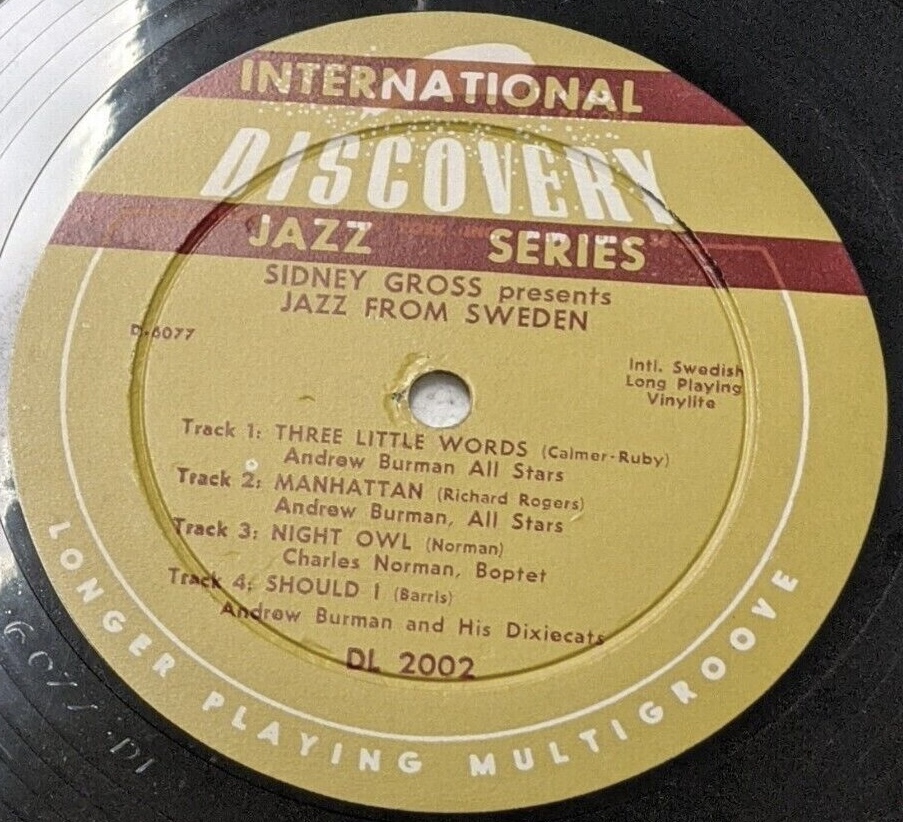 INTERNATIONAL
DISCOVERY
JAZZ SERIES
SIDNEY GROSS presents
JAZZ FROM SWEDEN
D-6077
Intl. Swedish
Long Playing
Vinylite
Track 1: THREE LITTLE WORDS (Calmer-Ruby)
Andrew Burman All Stars
Track 2: MANHATTAN (Richard Rogers)
Andrew Burman, All Stars
Track 3: NIGHT OWL (Norman)
Charles Norman, Boptet
Track 4: SHOULD I (Barris)
Andrew Burman and His Dixiecats
DL 2002
LONGER PLAYING MULTIGROOVE
6077 D1